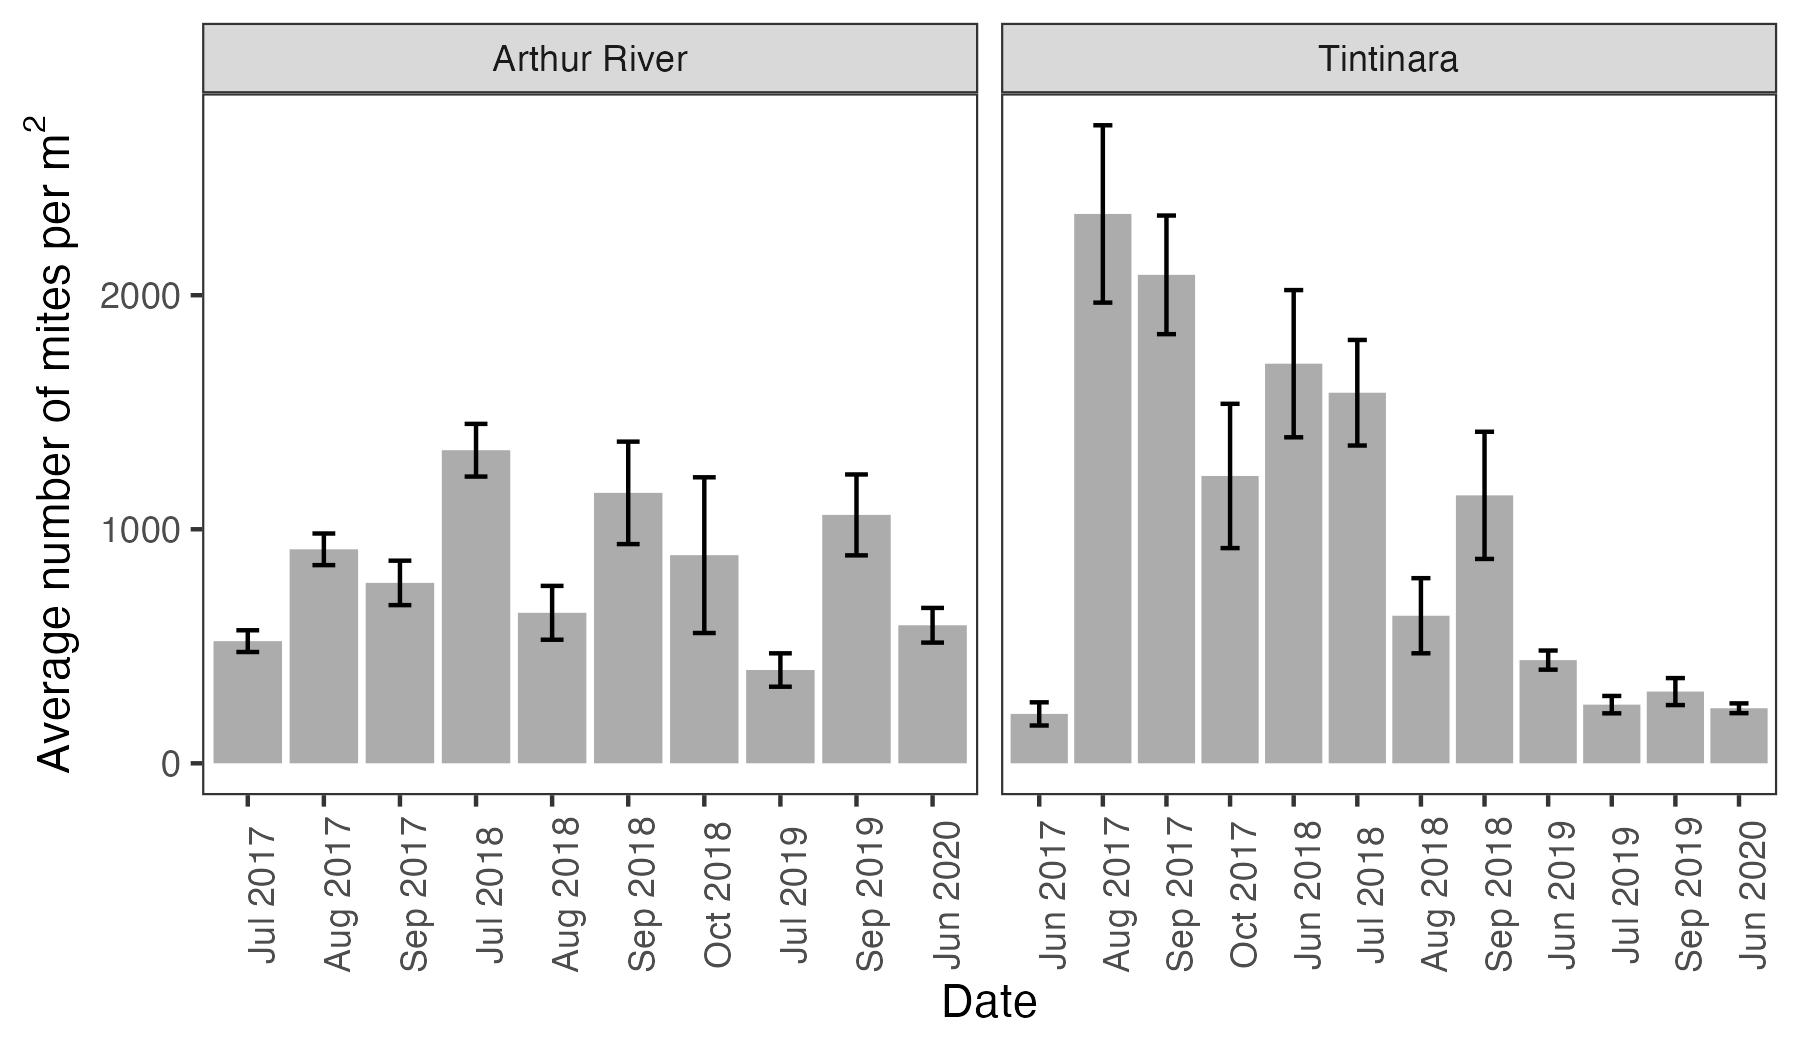 Arthur River
Tintinara
Average number of mites per m²
2000
1000
0
Jul 2017
Aug 2017
Sep 2017
Jul 2018
Aug 2018
Sep 2018
Oct 2018
Jul 2019
Sep 2019
Jun 2020
Jun 2017
Aug 2017
Sep 2017
Oct 2017
Jun 2018
Jul 2018
Aug 2018
Sep 2018
Jun 2019
Jul 2019
Sep 2019
Jun 2020
Date